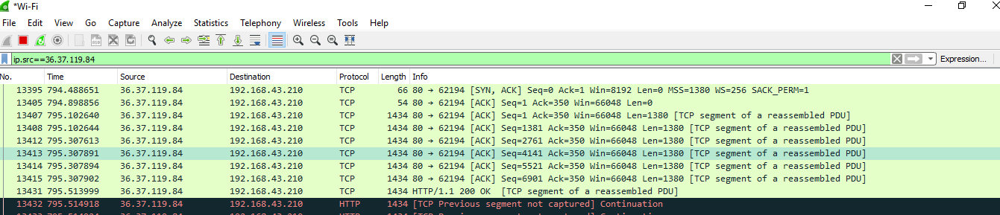 *Wi-Fi
File Edit View Go Capture Analyze Statistics Telephony Wireless Tools Help
ip.src==36.37.119.84 Expression...
No. Time Source Destination Protocol Length Info
13395 794.488651 36.37.119.84 192.168.43.210 TCP 66 80 → 62194 [SYN, ACK] Seq=0 Ack=1 Win=8192 Len=0 MSS=1380 WS=256 SACK_PERM=1
13405 794.898856 36.37.119.84 192.168.43.210 TCP 54 80 → 62194 [ACK] Seq=1 Ack=350 Win=66048 Len=0
13407 795.102640 36.37.119.84 192.168.43.210 TCP 1434 80 → 62194 [ACK] Seq=1 Ack=350 Win=66048 Len=1380 [TCP segment of a reassembled PDU]
13408 795.102644 36.37.119.84 192.168.43.210 TCP 1434 80 → 62194 [ACK] Seq=1381 Ack=350 Win=66048 Len=1380 [TCP segment of a reassembled PDU]
13412 795.307613 36.37.119.84 192.168.43.210 TCP 1434 80 → 62194 [ACK] Seq=2761 Ack=350 Win=66048 Len=1380 [TCP segment of a reassembled PDU]
13413 795.307891 36.37.119.84 192.168.43.210 TCP 1434 80 → 62194 [ACK] Seq=4141 Ack=350 Win=66048 Len=1380 [TCP segment of a reassembled PDU]
13414 795.307894 36.37.119.84 192.168.43.210 TCP 1434 80 → 62194 [ACK] Seq=5521 Ack=350 Win=66048 Len=1380 [TCP segment of a reassembled PDU]
13415 795.307902 36.37.119.84 192.168.43.210 TCP 1434 80 → 62194 [ACK] Seq=6901 Ack=350 Win=66048 Len=1380 [TCP segment of a reassembled PDU]
13431 795.513999 36.37.119.84 192.168.43.210 TCP 1434 HTTP/1.1 200 OK [TCP segment of a reassembled PDU]
13432 795.514918 36.37.119.84 192.168.43.210 HTTP 1434 [TCP Previous segment not captured] Continuation